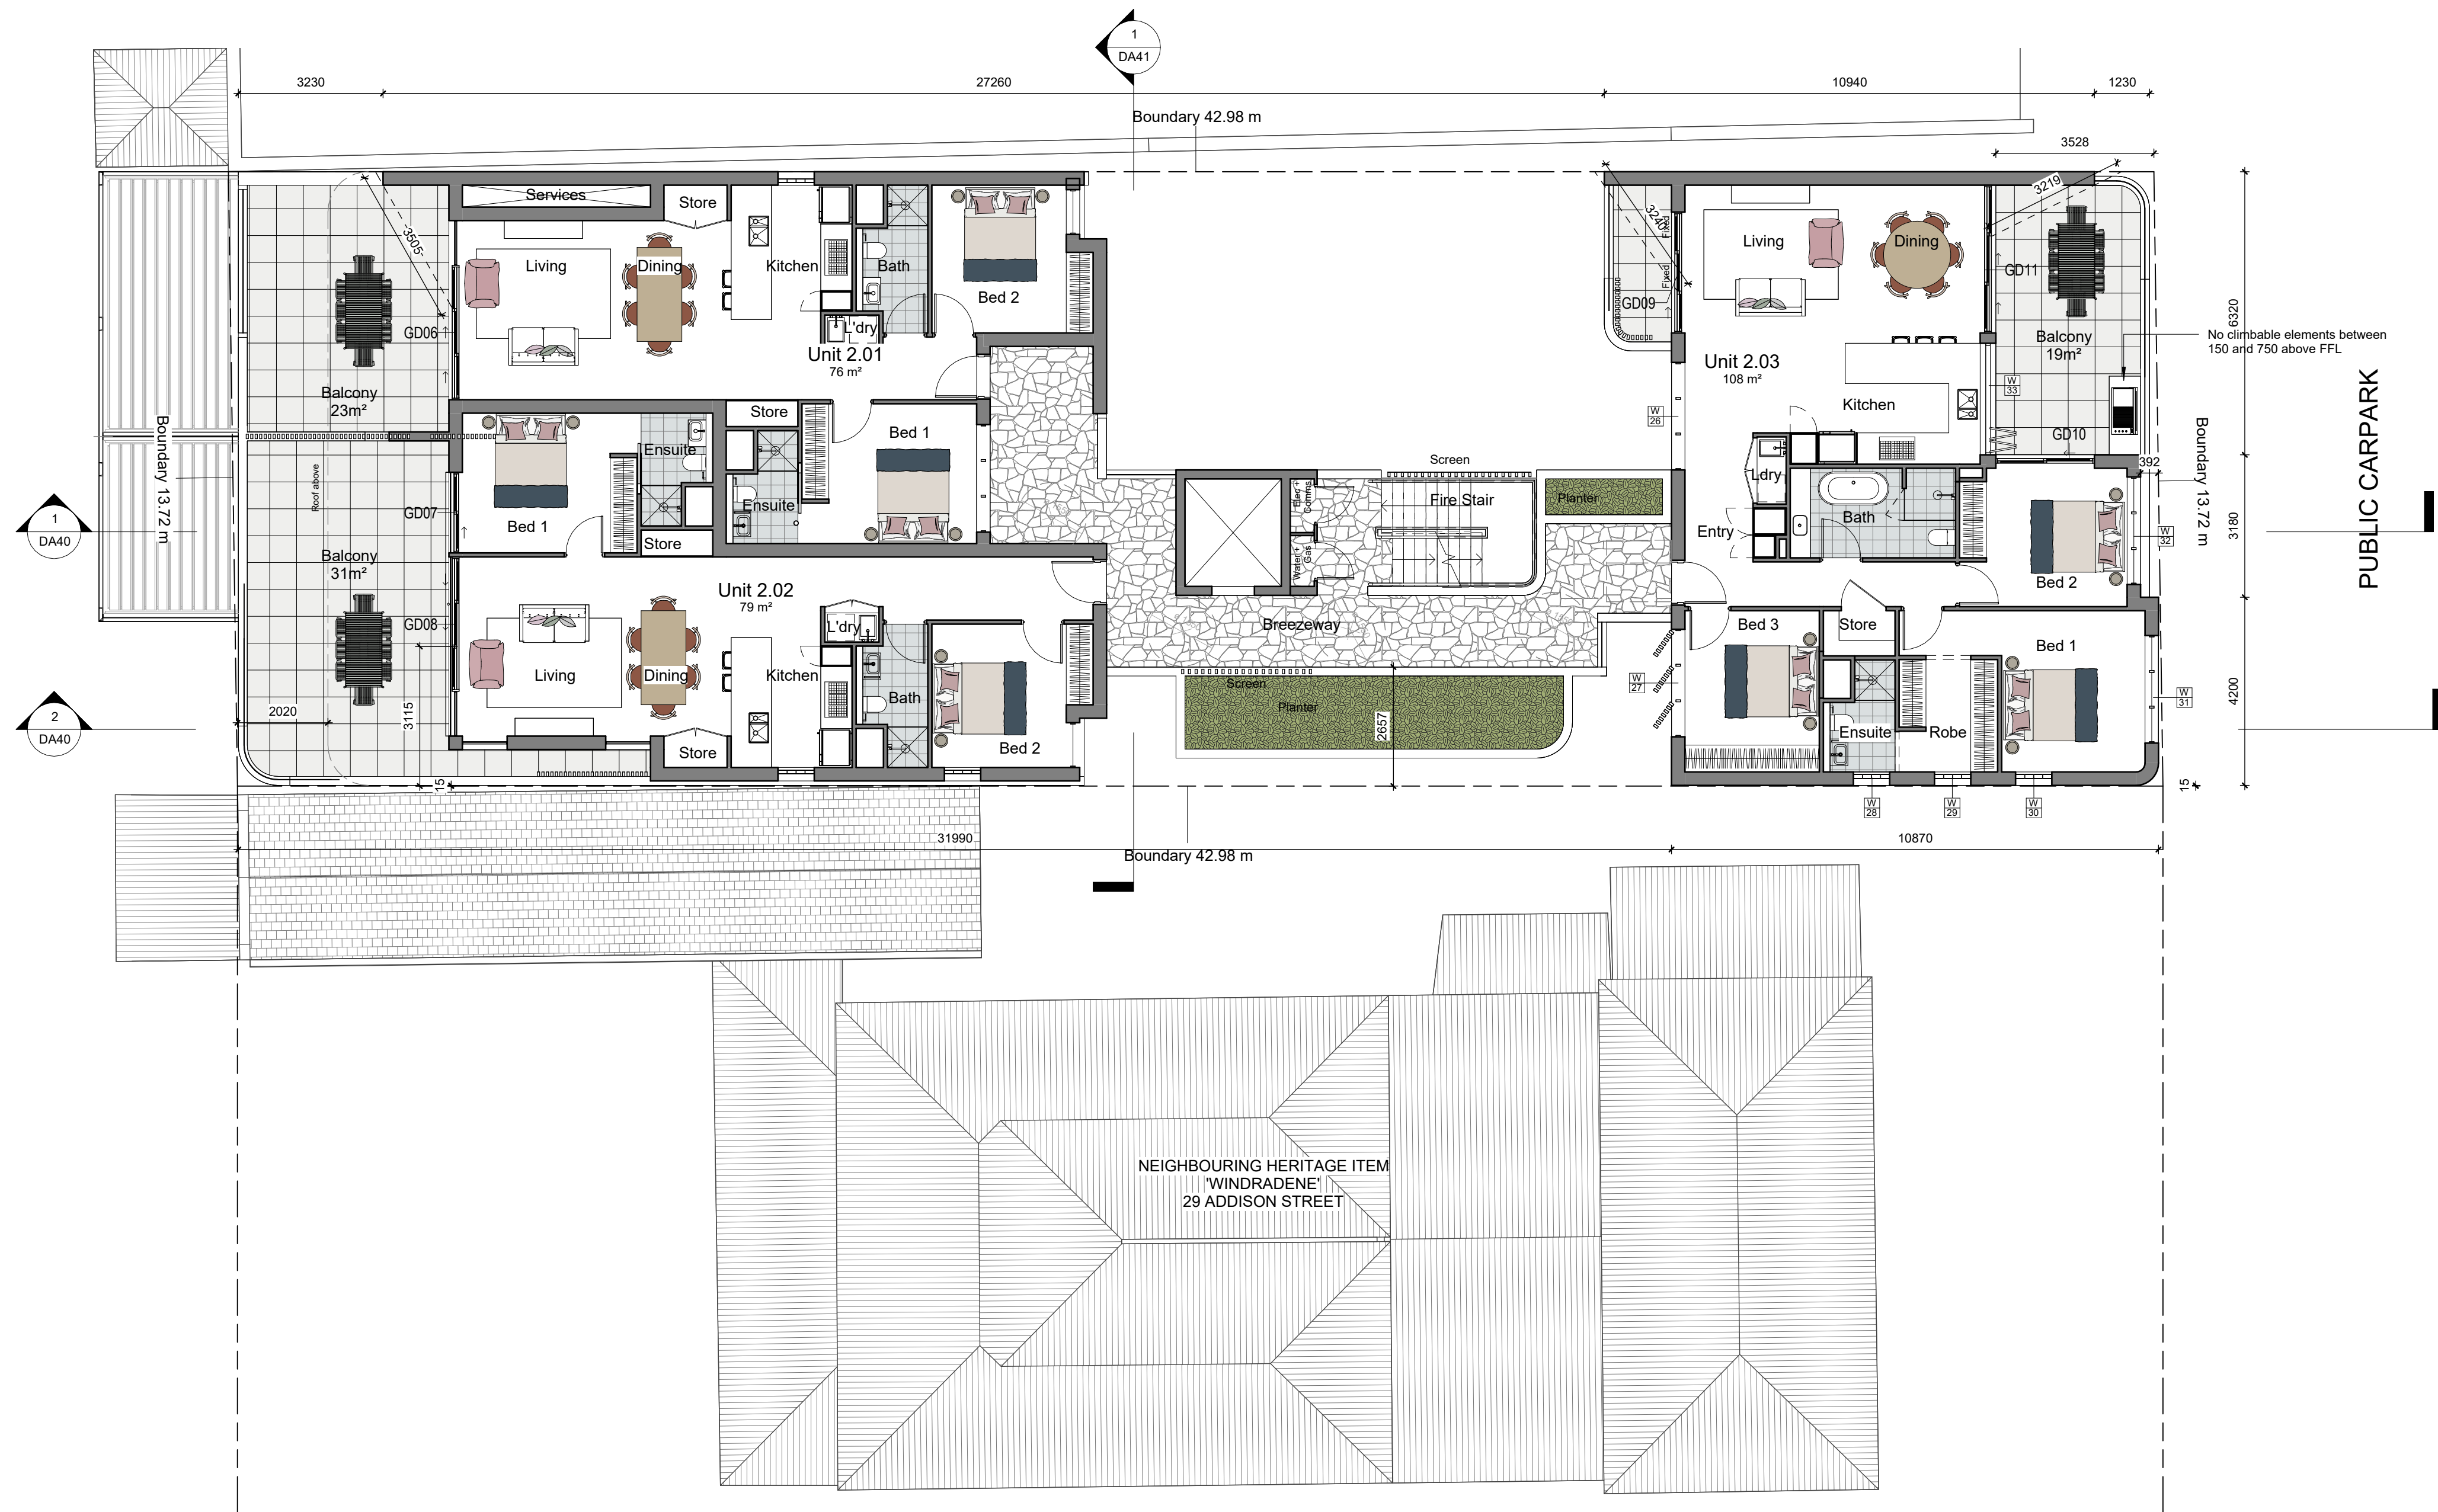 1
DA41
3230
27260
10940
1230
Boundary 42.98 m
3528
3219
3505
3240
Services
Store
Living
Dining
Kitchen
Bath
Bed 2
L'dry
Unit 2.01
76 m²
GD06
Balcony
23m²
Fixed
Fixed
GD09
Living
Dining
GD11
Balcony
19m²
6320
No climbable elements between
150 and 750 above FFL
Unit 2.03
108 m²
W
33
Kitchen
W
26
GD10
392
PUBLIC CARPARK
Boundary 13.72 m
Boundary 13.72 m
Roof above
Store
Bed 1
Ensuite
Ensuite
Bed 1
Store
GD07
1
DA40
Balcony
31m²
Screen
Elec +
Comms
Water +
Gas
Fire Stair
Planter
Ldry
Entry
Bath
Bed 2
W
32
3180
Unit 2.02
79 m²
GD08
L'dry
Living
Dining
Kitchen
Bath
Bed 2
Store
2020
3115
15
2
DA40
Breezeway
Screen
Planter
2657
W
27
Bed 3
Store
Bed 1
Ensuite
Robe
W
31
4200
15
W
28
W
29
W
30
31990
10870
Boundary 42.98 m
NEIGHBOURING HERITAGE ITEM
'WINDRADENE'
29 ADDISON STREET